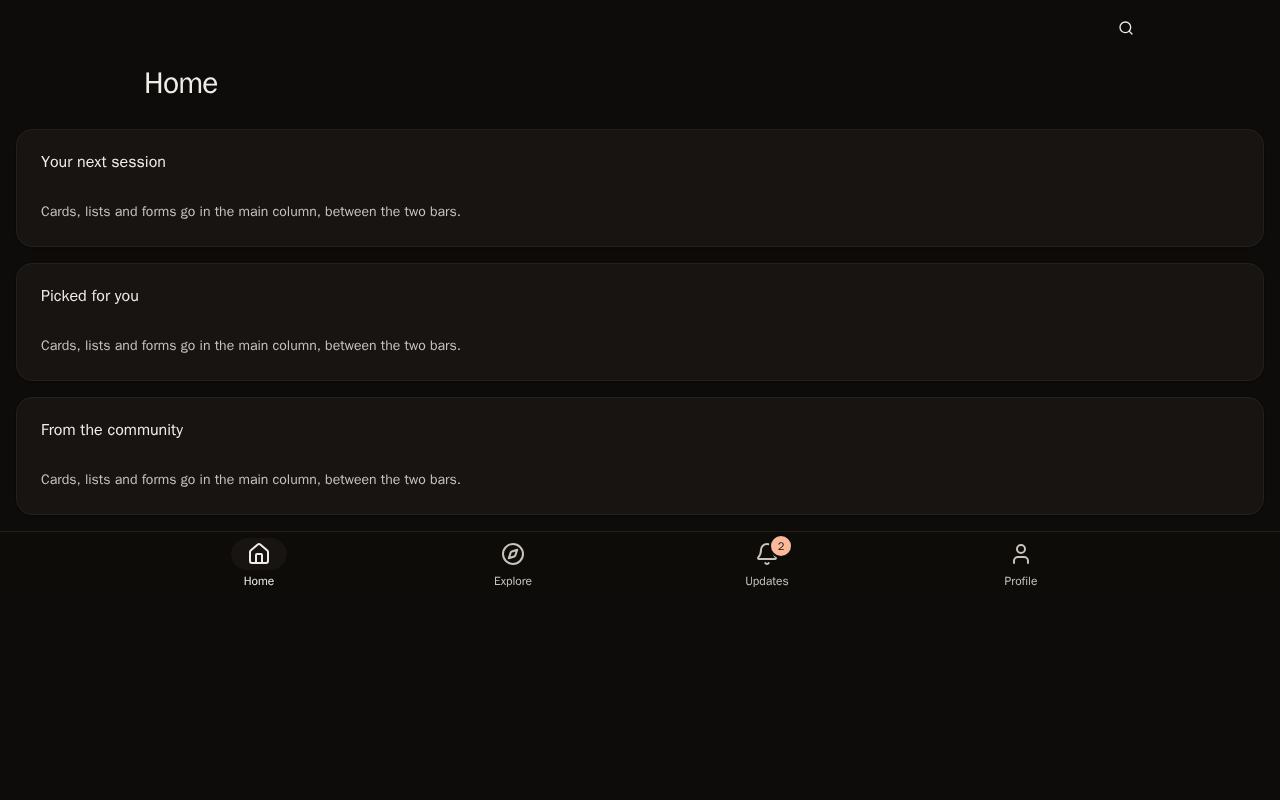 Home
Your next session
Cards, lists and forms go in the main column, between the two bars.
Picked for you
Cards, lists and forms go in the main column, between the two bars.
From the community
Cards, lists and forms go in the main column, between the two bars.
2
Home
Explore
Updates
Profile